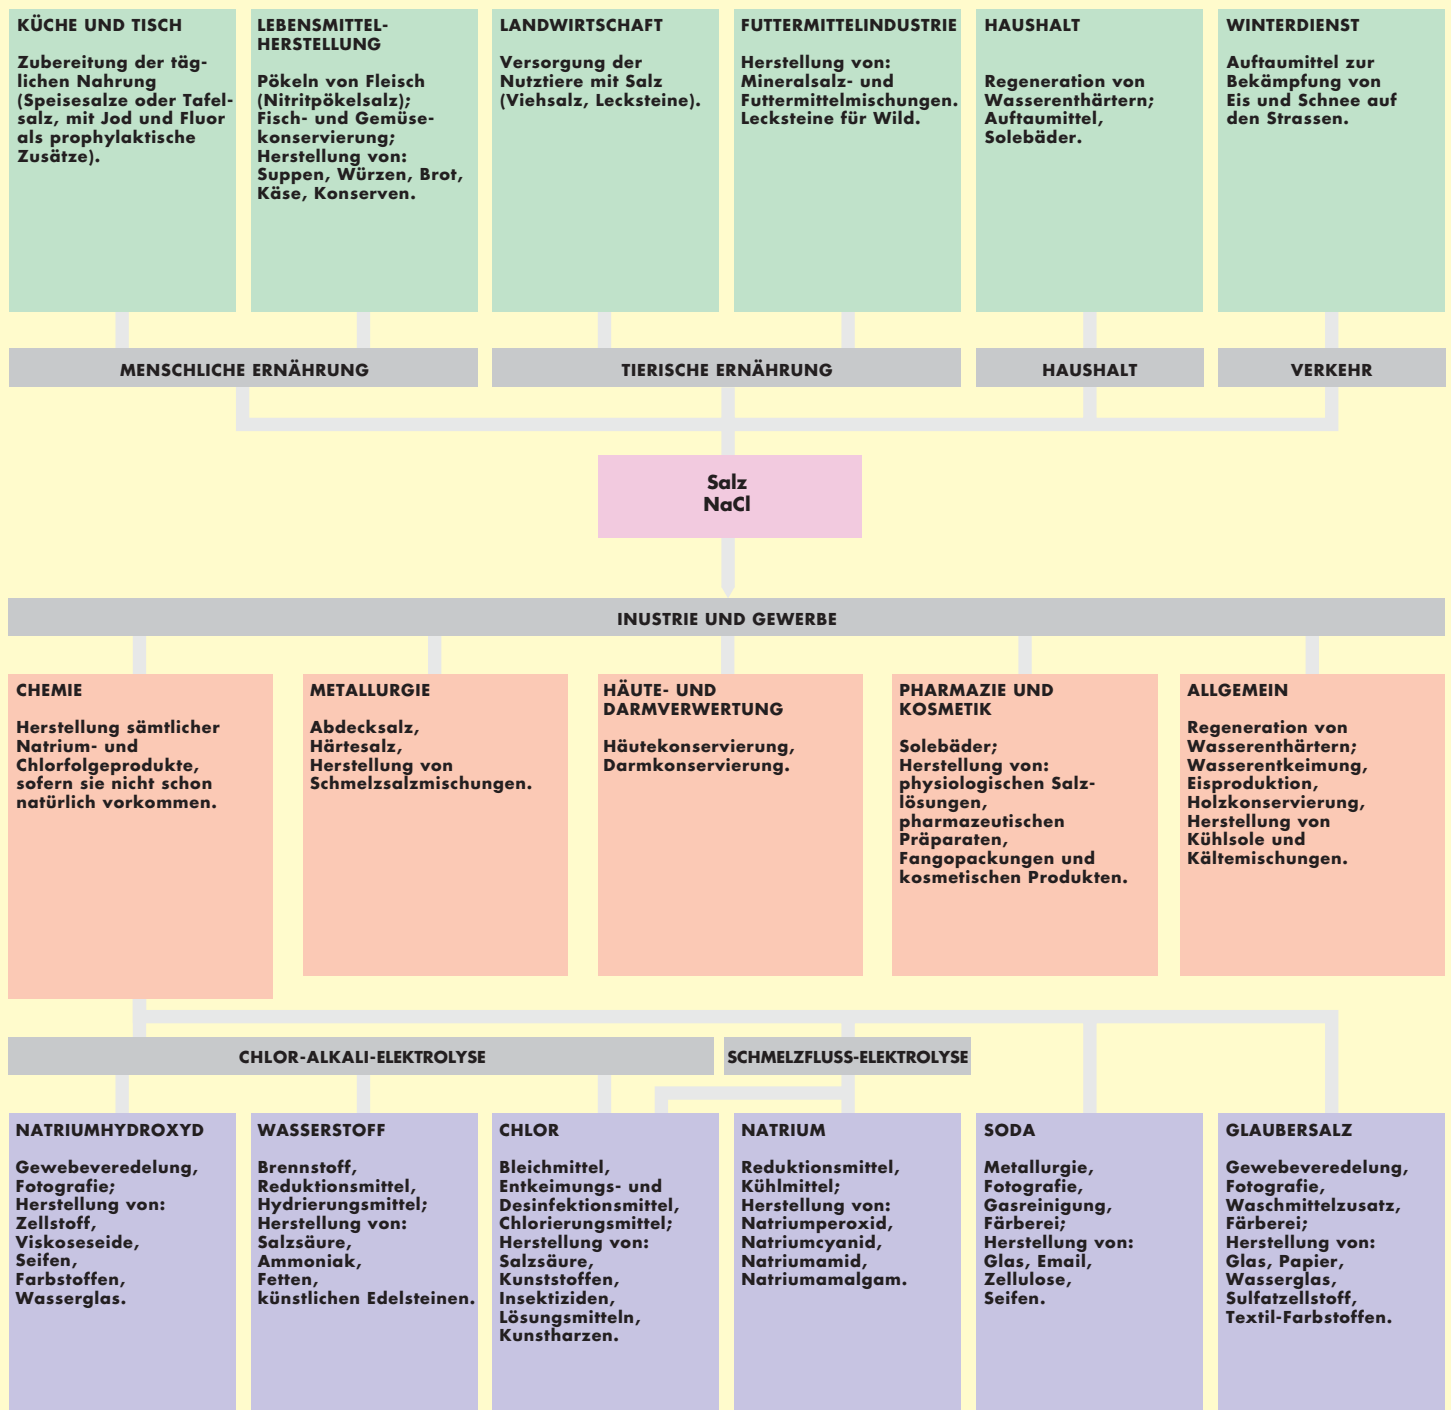 KÜCHE UND TISCH
Zubereitung der täg-
lichen Nahrung
(Speisesalze oder Tafel-
salz, mit Jod und Fluor
als prophylaktische
Zusätze).
LEBENSMITTEL-
HERSTELLUNG
Pökeln von Fleisch
(Nitritpökelsalz);
Fisch- und Gemüse-
konservierung;
Herstellung von:
Suppen, Würzen, Brot,
Käse, Konserven.
LANDWIRTSCHAFT
Versorgung der
Nutztiere mit Salz
(Viehsalz, Lecksteine).
FUTTERMITTELINDUSTRIE
Herstellung von:
Mineralsalz- und
Futtermittelmischungen.
Lecksteine für Wild.
HAUSHALT
Regeneration von
Wasserenthärtern;
Auftaumittel,
Solebäder.
WINTERDIENST
Auftaumittel zur
Bekämpfung von
Eis und Schnee auf
den Strassen.
MENSCHLICHE ERNÄHRUNG
TIERISCHE ERNÄHRUNG
HAUSHALT
VERKEHR
Salz
NaCl
INUSTRIE UND GEWERBE
CHEMIE
Herstellung sämtlicher
Natrium- und
Chlorfolgeprodukte,
sofern sie nicht schon
natürlich vorkommen.
METALLURGIE
Abdecksalz,
Härtesalz,
Herstellung von
Schmelzsalzmischungen.
HÄUTE- UND
DARMVERWERTUNG
Häutekonservierung,
Darmkonservierung.
PHARMAZIE UND
KOSMETIK
Solebäder;
Herstellung von:
physiologischen Salz-
lösungen,
pharmazeutischen
Präparaten,
Fangopackungen und
kosmetischen Produkten.
ALLGEMEIN
Regeneration von
Wasserenthärtern;
Wasserentkeimung,
Eisproduktion,
Holzkonservierung,
Herstellung von
Kühlsole und
Kältemischungen.
CHLOR-ALKALI-ELEKTROLYSE
SCHMELZFLUSS-ELEKTROLYSE
NATRIUMHYDROXYD
Gewebeveredelung,
Fotografie;
Herstellung von:
Zellstoff,
Viskoseseide,
Seifen,
Farbstoffen,
Wasserglas.
WASSERSTOFF
Brennstoff,
Reduktionsmittel,
Hydrierungsmittel;
Herstellung von:
Salzsäure,
Ammoniak,
Fetten,
künstlichen Edelsteinen.
CHLOR
Bleichmittel,
Entkeimungs- und
Desinfektionsmittel,
Chlorierungsmittel;
Herstellung von:
Salzsäure,
Kunststoffen,
Insektiziden,
Lösungsmitteln,
Kunstharzen.
NATRIUM
Reduktionsmittel,
Kühlmittel;
Herstellung von:
Natriumperoxid,
Natriumcyanid,
Natriumamid,
Natriumamalgam.
SODA
Metallurgie,
Fotografie,
Gasreinigung,
Färberei;
Herstellung von:
Glas, Email,
Zellulose,
Seifen.
GLAUBERSALZ
Gewebeveredelung,
Fotografie,
Waschmittelzusatz,
Färberei;
Herstellung von:
Glas, Papier,
Wasserglas,
Sulfatzellstoff,
Textil-Farbstoffen.